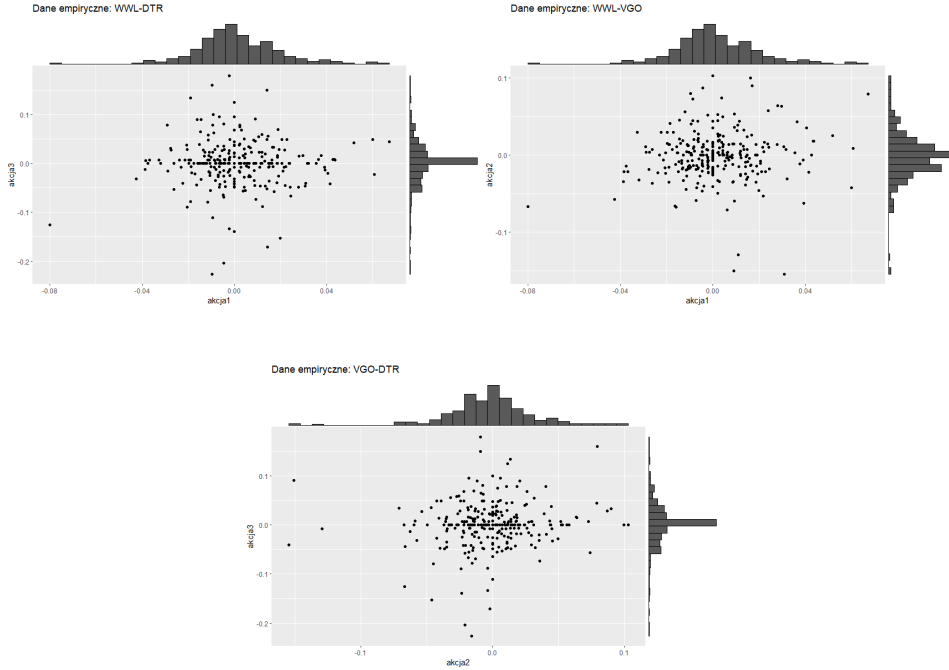 Dane empiryczne: WWL-DTR
0.1
0.0
-0.1
-0.2
akcja3
-0.08
-0.04
0.00
0.04
akcja1
Dane empiryczne: WWL-VGO
0.1
0.0
-0.1
akcja2
-0.08
-0.04
0.00
0.04
akcja1
Dane empiryczne: VGO-DTR
0.1
0.0
-0.1
-0.2
akcja3
-0.1
0.0
0.1
akcja2